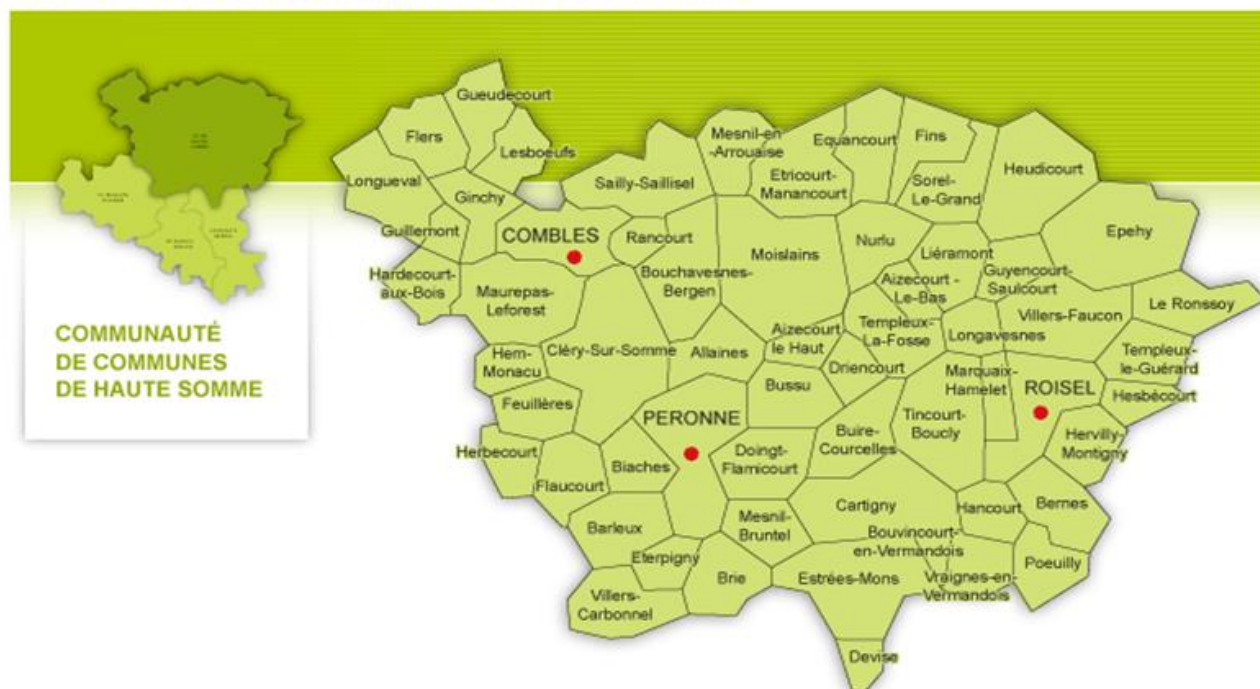 COMMUNAUTÉ
DE COMMUNES
DE HAUTE SOMME
Gueudecourt
Flers
Lesboeufs
Longueval
Ginchy
Guillemont
Hardecourt-
aux-Bois
COMBLES
Sailly-Saillisel
Rancourt
Mesnil-en
-Arrouaise
Etricourt-
Manancourt
Equancourt
Fins
Sorel-
Le-Grand
Heudicourt
Epehy
Maurepas-
Leforest
Bouchavesnes-
Bergen
Moislains
Nurlu
Liéramont
Aizecourt -
Le-Bas
Guyencourt-
Saulcourt
Villers-Faucon
Le Ronssoy
Hem-
Monacu
Cléry-Sur-Somme
Allaines
Aizecourt
le Haut
Templeux-
La-Fosse
Longavesnes
Templeux-
le-Guérard
Feuillères
Bussu
Driencourt
Marquaix-
Hamelet
ROISEL
Hesbécourt
PERONNE
Herbecourt
Flaucourt
Biaches
Doingt-
Flamicourt
Buire-
Courcelles
Tincourt-
Boucly
Hervilly-
Montigny
Barleux
Mesnil-
Bruntel
Cartigny
Hancourt
Bernes
Eterpigny
Bouvincourt-
en-Vermandois
Poeuilly
Villers-
Carbonnel
Brie
Estrées-Mons
Vraignes-en-
Vermandois
Devise